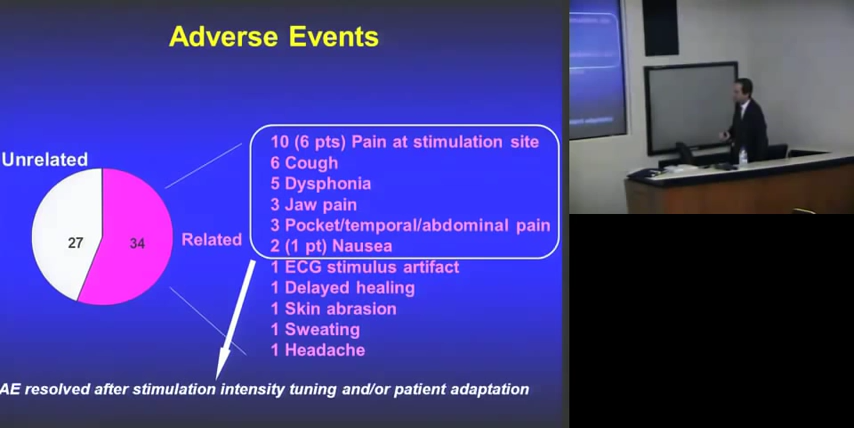 Adverse Events
Unrelated
27
34
Related
10 (6 pts) Pain at stimulation site
6 Cough
5 Dysphonia
3 Jaw pain
3 Pocket/temporal/abdominal pain
2 (1 pt) Nausea
1 ECG stimulus artifact
1 Delayed healing
1 Skin abrasion
1 Sweating
1 Headache
AE resolved after stimulation intensity tuning and/or patient adaptation